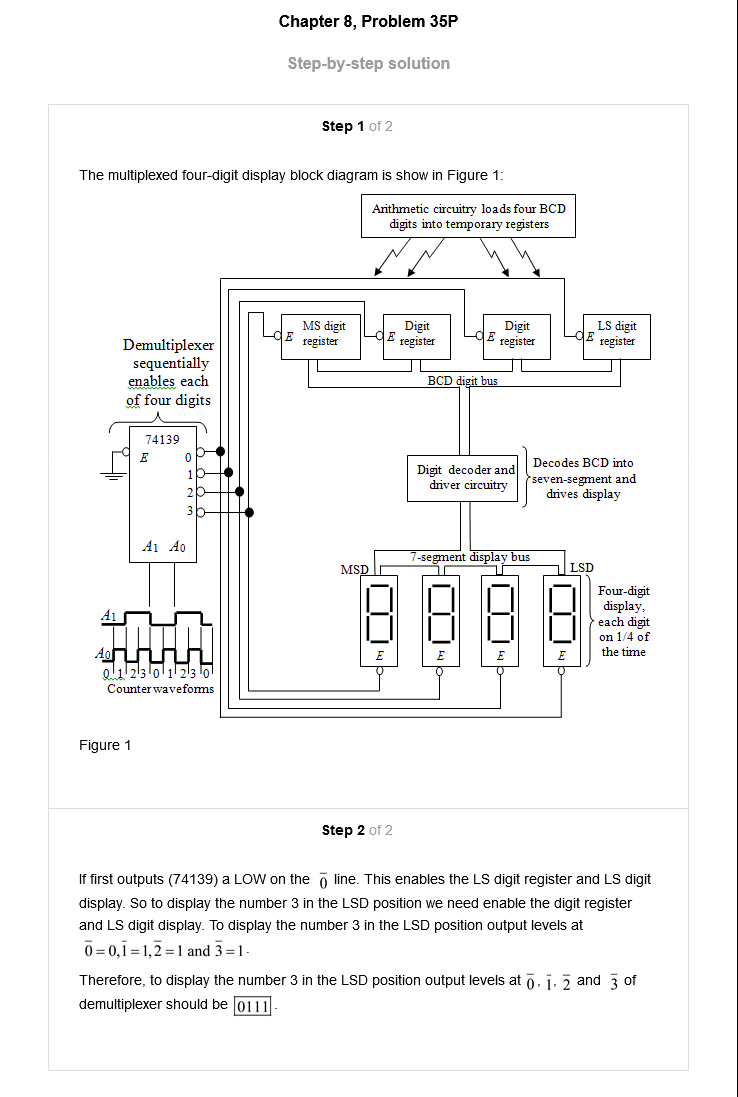 Chapter 8, Problem 35P
Step-by-step solution
Step 1 of 2
The multiplexed four-digit display block diagram is show in Figure 1:
Arithmetic circuitry loads four BCD
digits into temporary registers
MS digit
E register
Digit
E register
Digit
E register
LS digit
E register
BCD digit bus
Demultiplexer
sequentially
enables each
of four digits
74139
E 0
1
2
3
A1 A0
Digit decoder and
driver circuitry
Decodes BCD into
seven-segment and
drives display
7-segment display bus
MSD
LSD
E E E E
Four-digit
display,
each digit
on 1/4 of
the time
A1
A0
0 1 2 3 0 1 2 3 0
Counter waveforms
Figure 1
Step 2 of 2
If first outputs (74139) a LOW on the 0̅ line. This enables the LS digit register and LS digit
display. So to display the number 3 in the LSD position we need enable the digit register
and LS digit display. To display the number 3 in the LSD position output levels at
0̅ = 0, 1̅ = 1, 2̅ = 1 and 3̅ = 1.
Therefore, to display the number 3 in the LSD position output levels at 0̅, 1̅, 2̅ and 3̅ of
demultiplexer should be 0111.